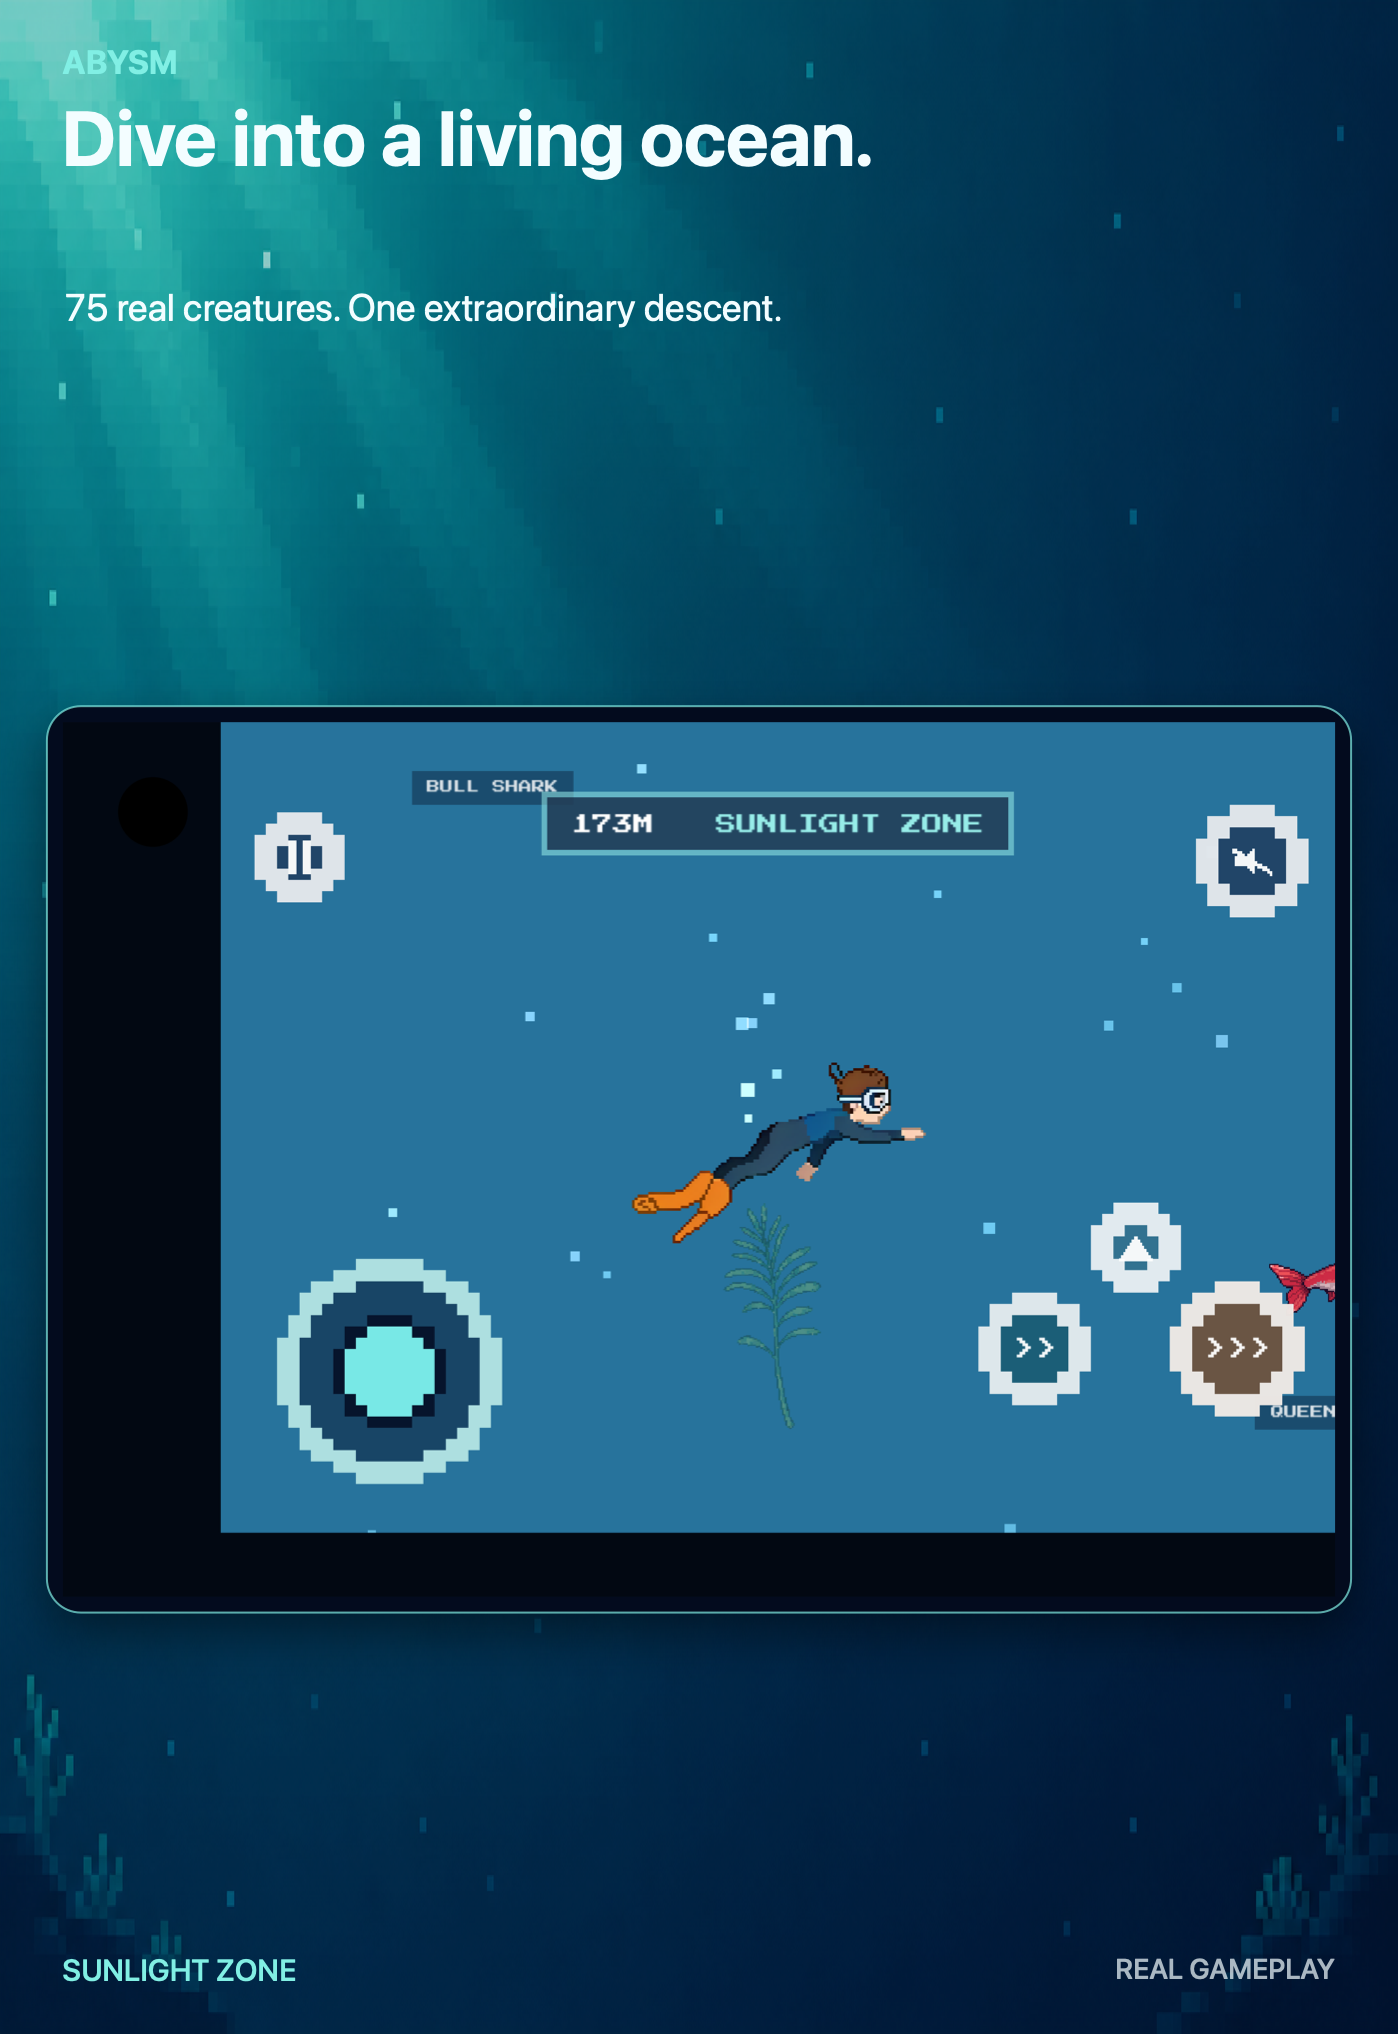 ABYSM
Dive into a living ocean.
75 real creatures. One extraordinary descent.
BULL SHARK
173M SUNLIGHT ZONE
>>
>>>
QUEEN
SUNLIGHT ZONE
REAL GAMEPLAY